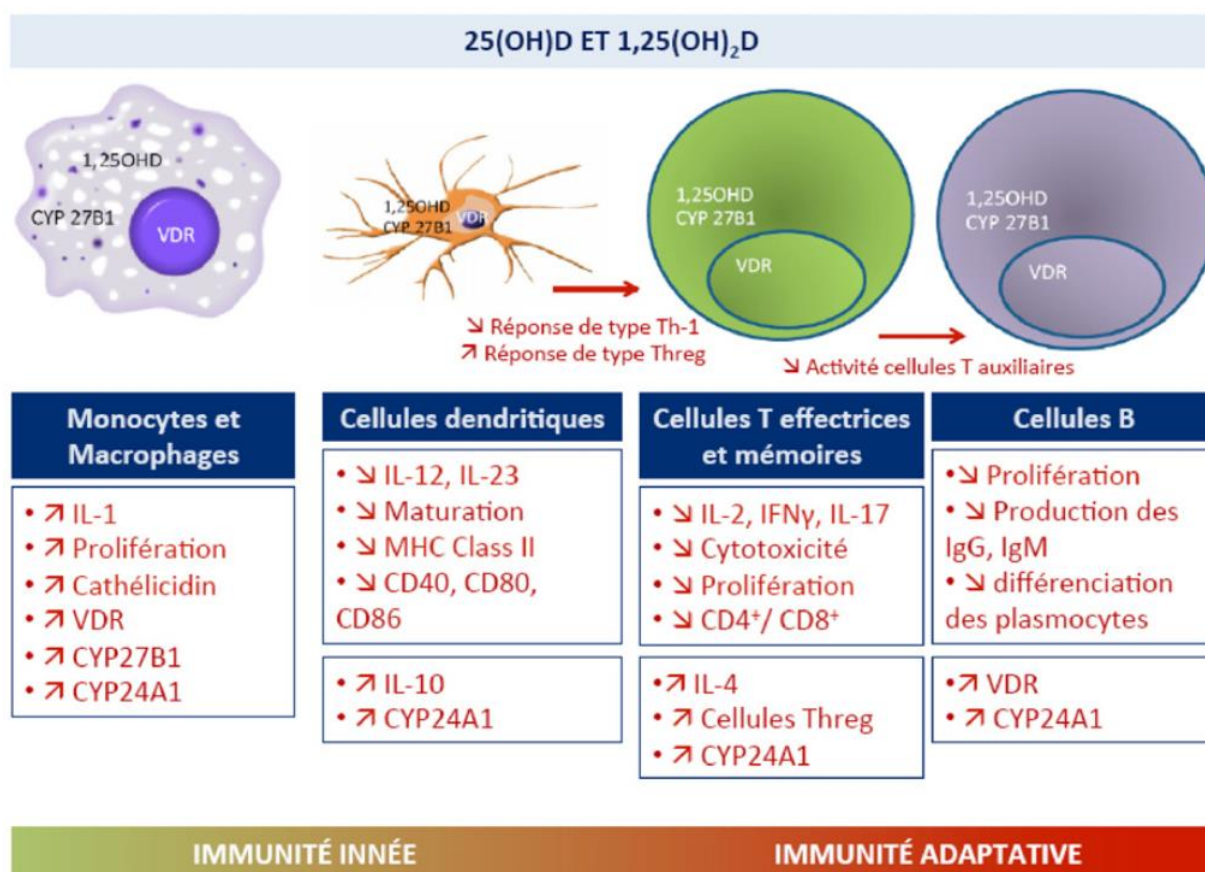 25(OH)D ET 1,25(OH)₂D
1,25OHD
CYP 27B1
VDR
1,25OHD
CYP 27B1
VDR
1,25OHD
CYP 27B1
VDR
1,25OHD
CYP 27B1
VDR
↘ Réponse de type Th-1
↗ Réponse de type Threg
↘ Activité cellules T auxiliaires
Monocytes et
Macrophages
• ↗ IL-1
• ↗ Prolifération
• ↗ Cathélicidin
• ↗ VDR
• ↗ CYP27B1
• ↗ CYP24A1
Cellules dendritiques
• ↘ IL-12, IL-23
• ↘ Maturation
• ↘ MHC Class II
• ↘ CD40, CD80,
CD86
• ↗ IL-10
• ↗ CYP24A1
Cellules T effectrices
et mémoires
• ↘ IL-2, IFNγ, IL-17
• ↘ Cytotoxicité
• ↘ Prolifération
• ↘ CD4⁺/ CD8⁺
• ↗ IL-4
• ↗ Cellules Threg
• ↗ CYP24A1
Cellules B
• ↘ Prolifération
• ↘ Production des
IgG, IgM
• ↘ différenciation
des plasmocytes
• ↗ VDR
• ↗ CYP24A1
IMMUNITÉ INNÉE
IMMUNITÉ ADAPTATIVE